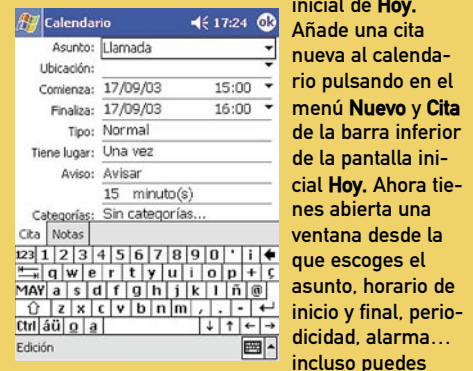 Calendario 17:24 ok
Asunto: Llamada
Ubicación:
Comienza: 17/09/03 15:00
Finaliza: 17/09/03 16:00
Tipo: Normal
Tiene lugar: Una vez
Aviso: Avisar
15 minuto(s)
Categorías: Sin categorías...
Cita Notas
123 1 2 3 4 5 6 7 8 9 0 ' ¡
q w e r t y u i o p + ç
MAY a s d f g h j k l ñ @
z x c v b n m , . -
Ctrl áü º ª ↓ ↑ ← →
Edición
inicial de Hoy.
Añade una cita
nueva al calenda-
rio pulsando en el
menú Nuevo y Cita
de la barra inferior
de la pantalla ini-
cial Hoy. Ahora tie-
nes abierta una
ventana desde la
que escoges el
asunto, horario de
inicio y final, perio-
dicidad, alarma...
incluso puedes